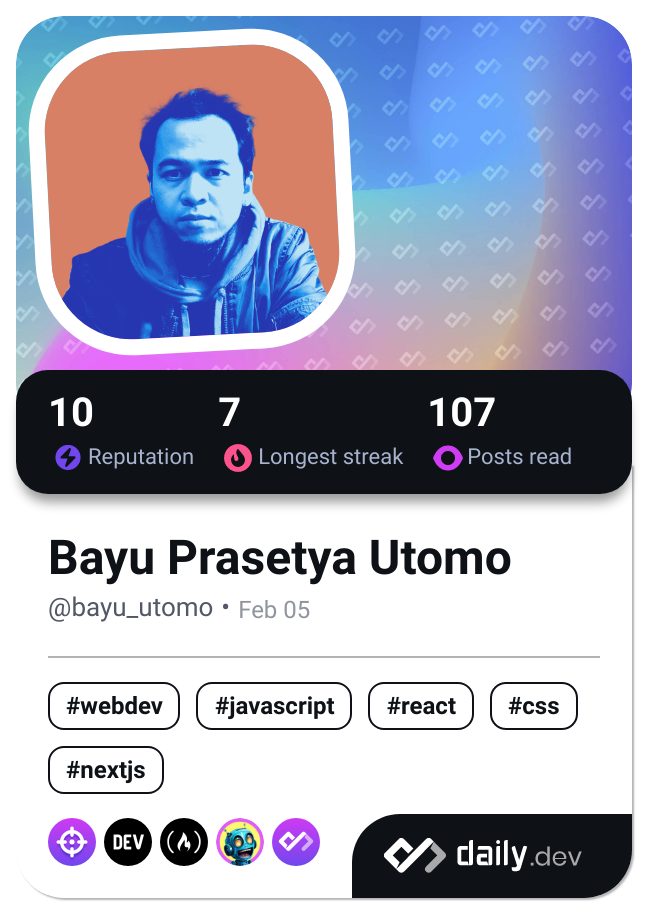 10 7 107
Reputation Longest streak Posts read
Bayu Prasetya Utomo
@bayu_utomo • Feb 05
#webdev #javascript #react #css
#nextjs
DEV
daily.dev